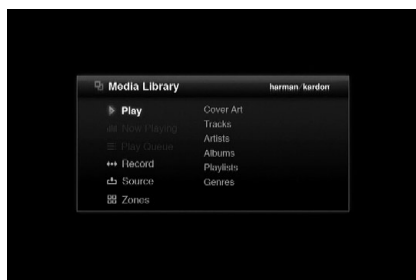 Media Library
harman/kardon
Play
Now Playing
Play Queue
Record
Source
Zones
Cover Art
Tracks
Artists
Albums
Playlists
Genres